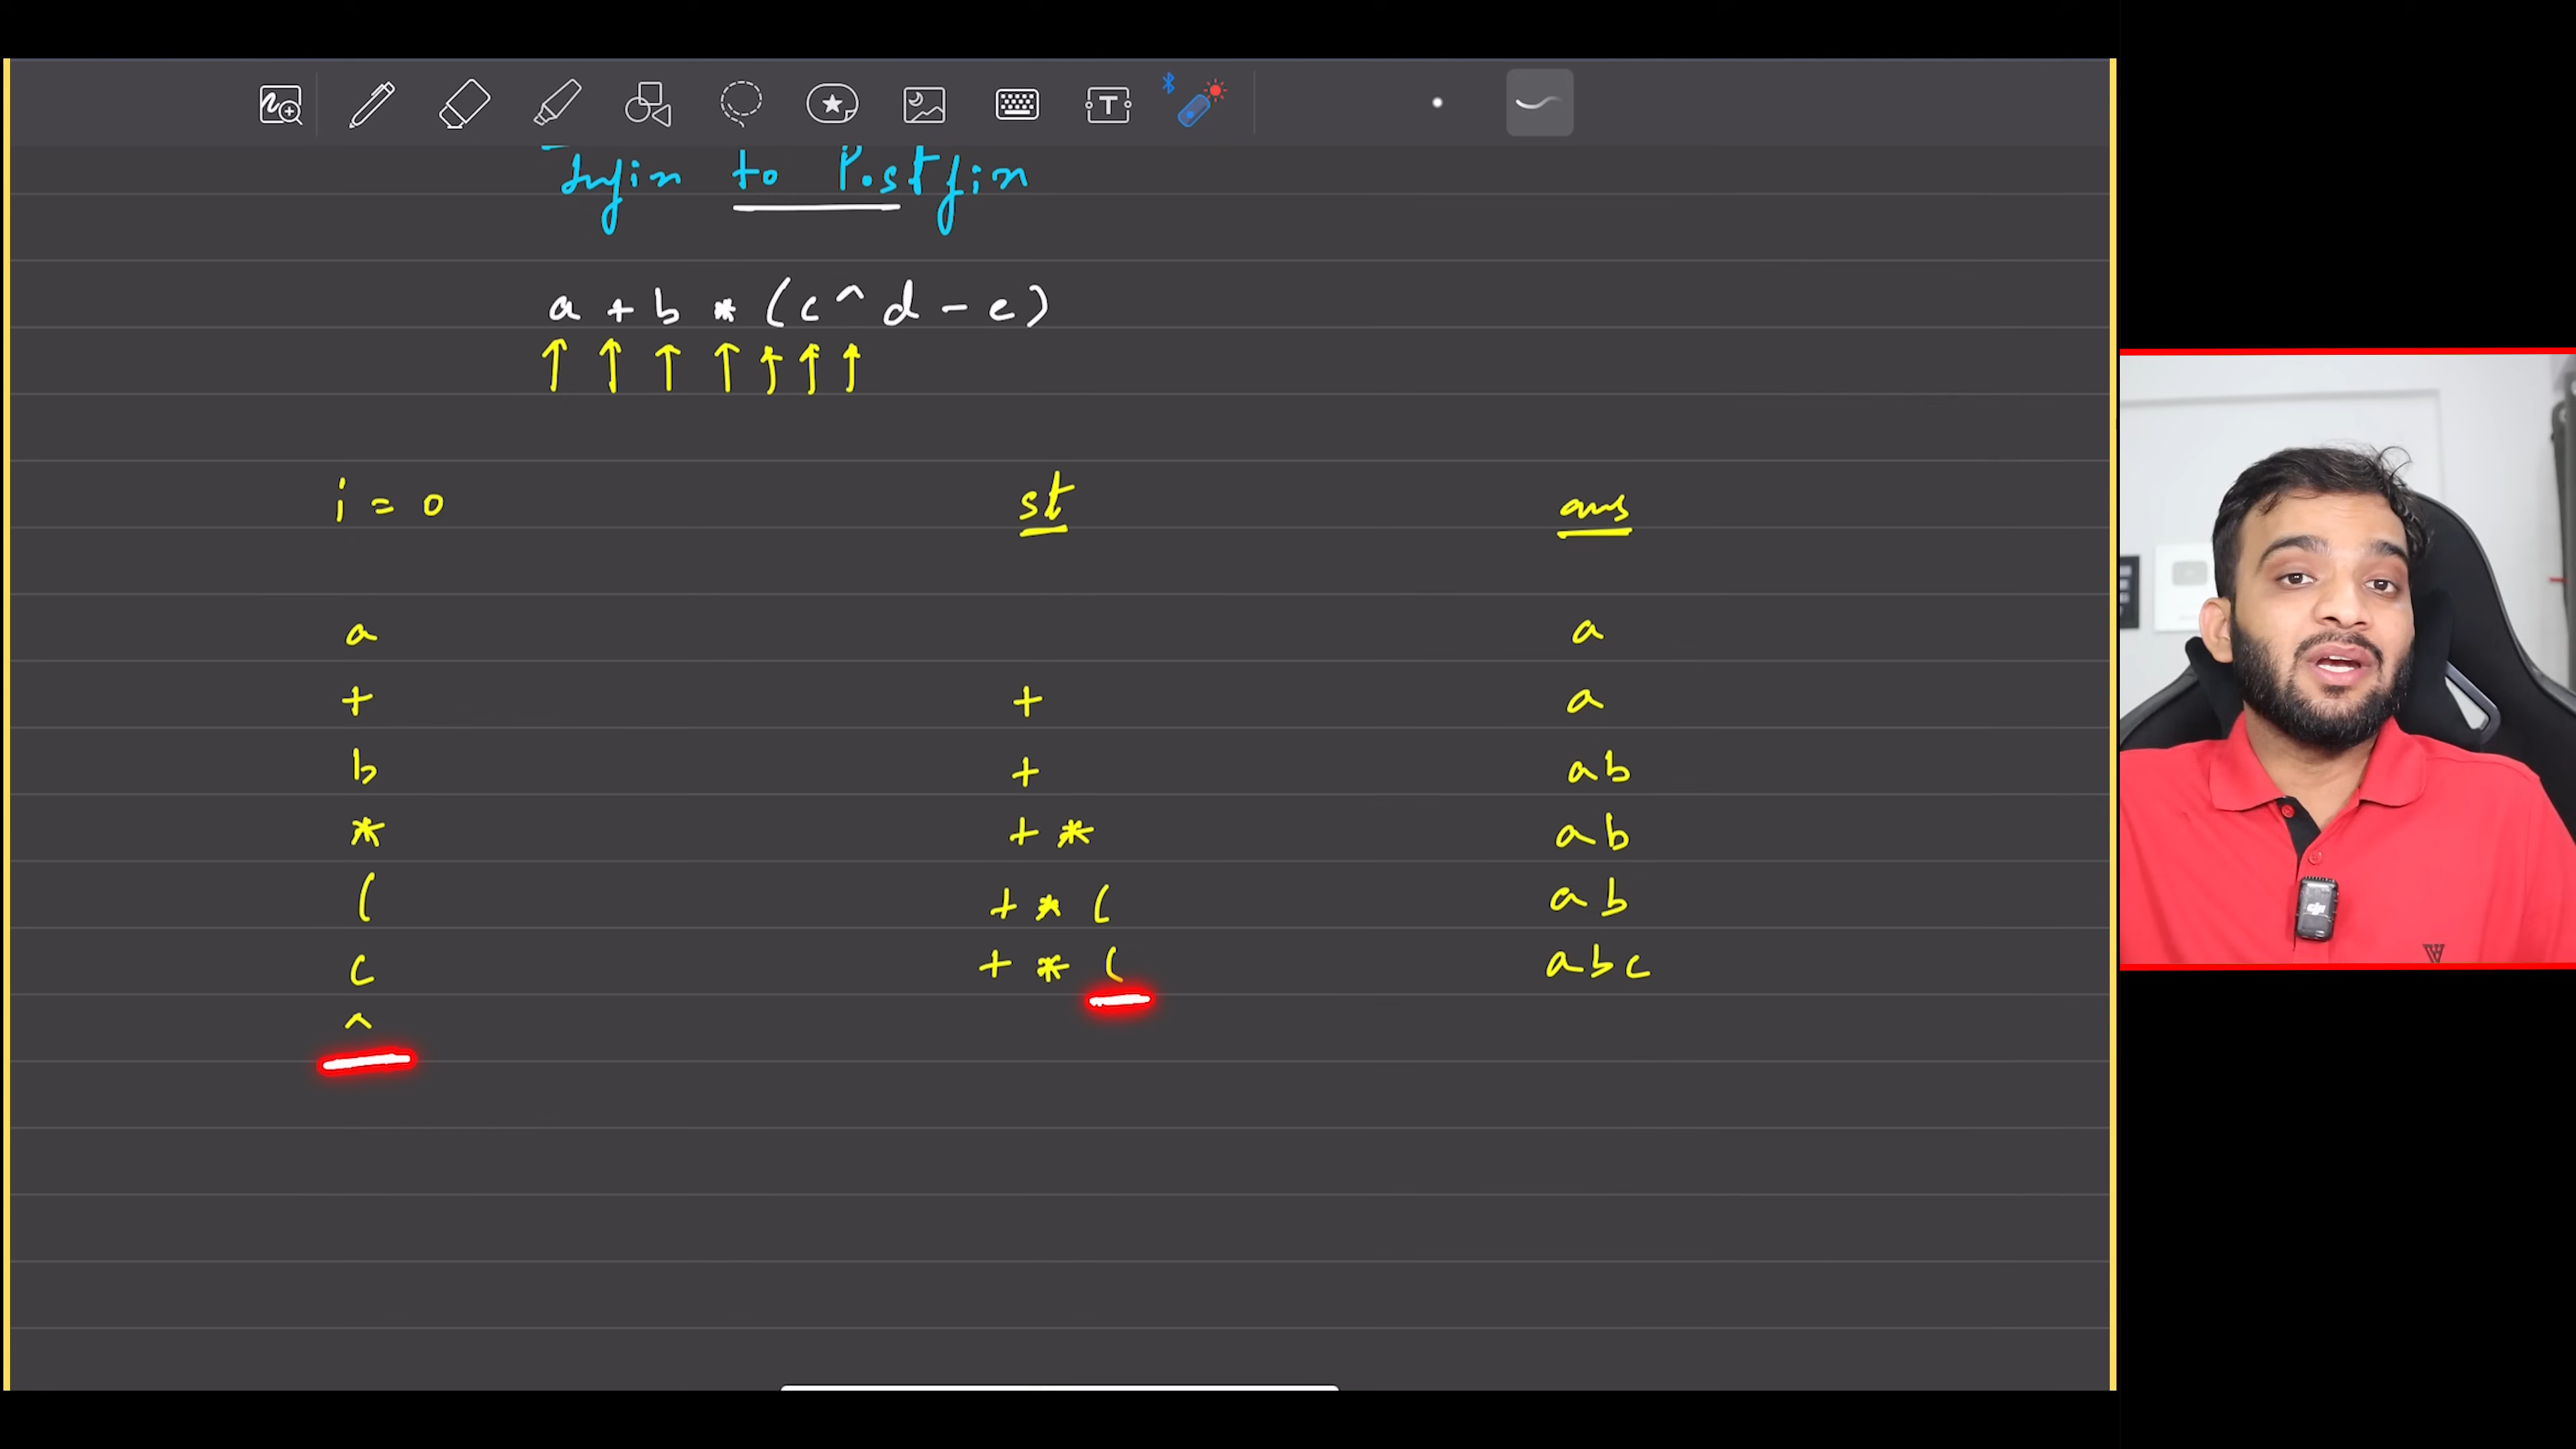 Infix to Postfix
a + b * ( c ^ d - e )
i = 0 st ans
a a
+ + a
b + ab
* + * ab
( + * ( ab
c + * ( abc
^